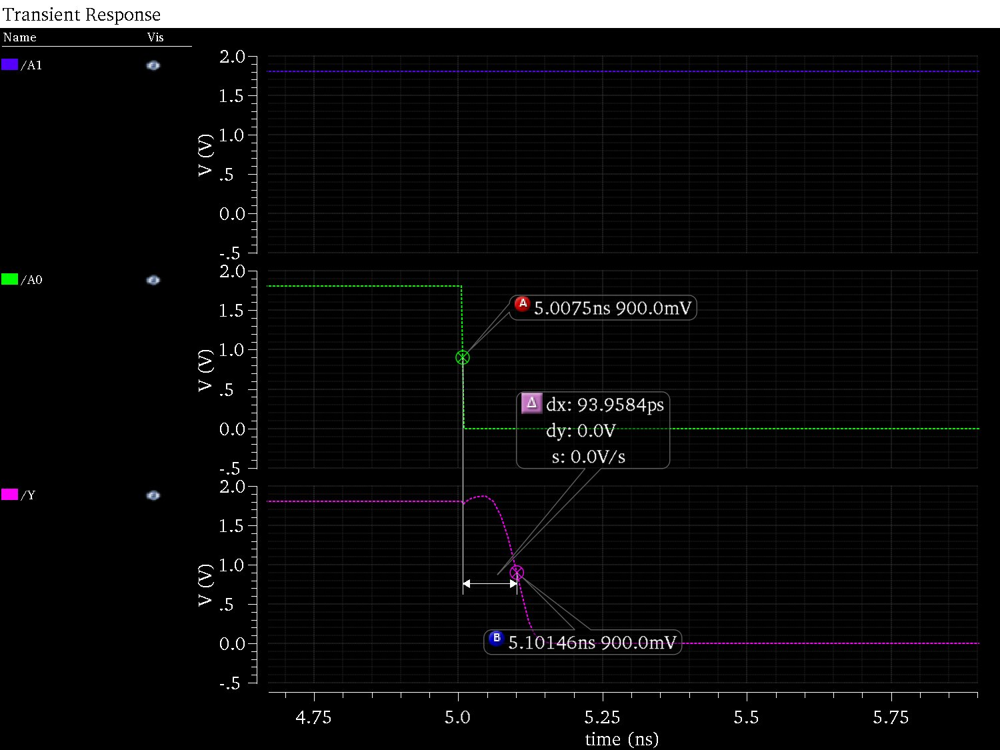 Transient Response
Name Vis
/A1
2.0
1.5
1.0
.5
0.0
-.5
V (V)
/A0
2.0
1.5
1.0
.5
0.0
-.5
V (V)
A 5.0075ns 900.0mV
Δ dx: 93.9584ps
dy: 0.0V
s: 0.0V/s
/Y
2.0
1.5
1.0
.5
0.0
-.5
V (V)
B 5.10146ns 900.0mV
4.75 5.0 5.25 5.5 5.75
time (ns)